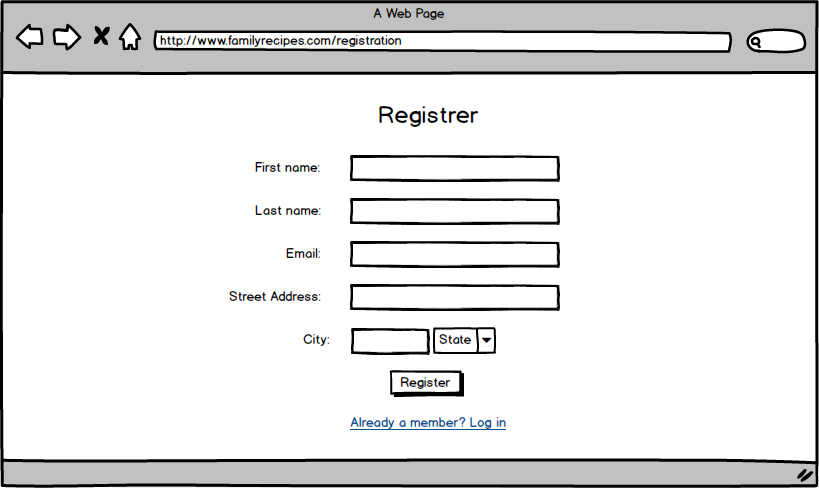 A Web Page
http://www.familyrecipes.com/registration
Registrer
First name:
Last name:
Email:
Street Address:
City: State
Register
Already a member? Log in